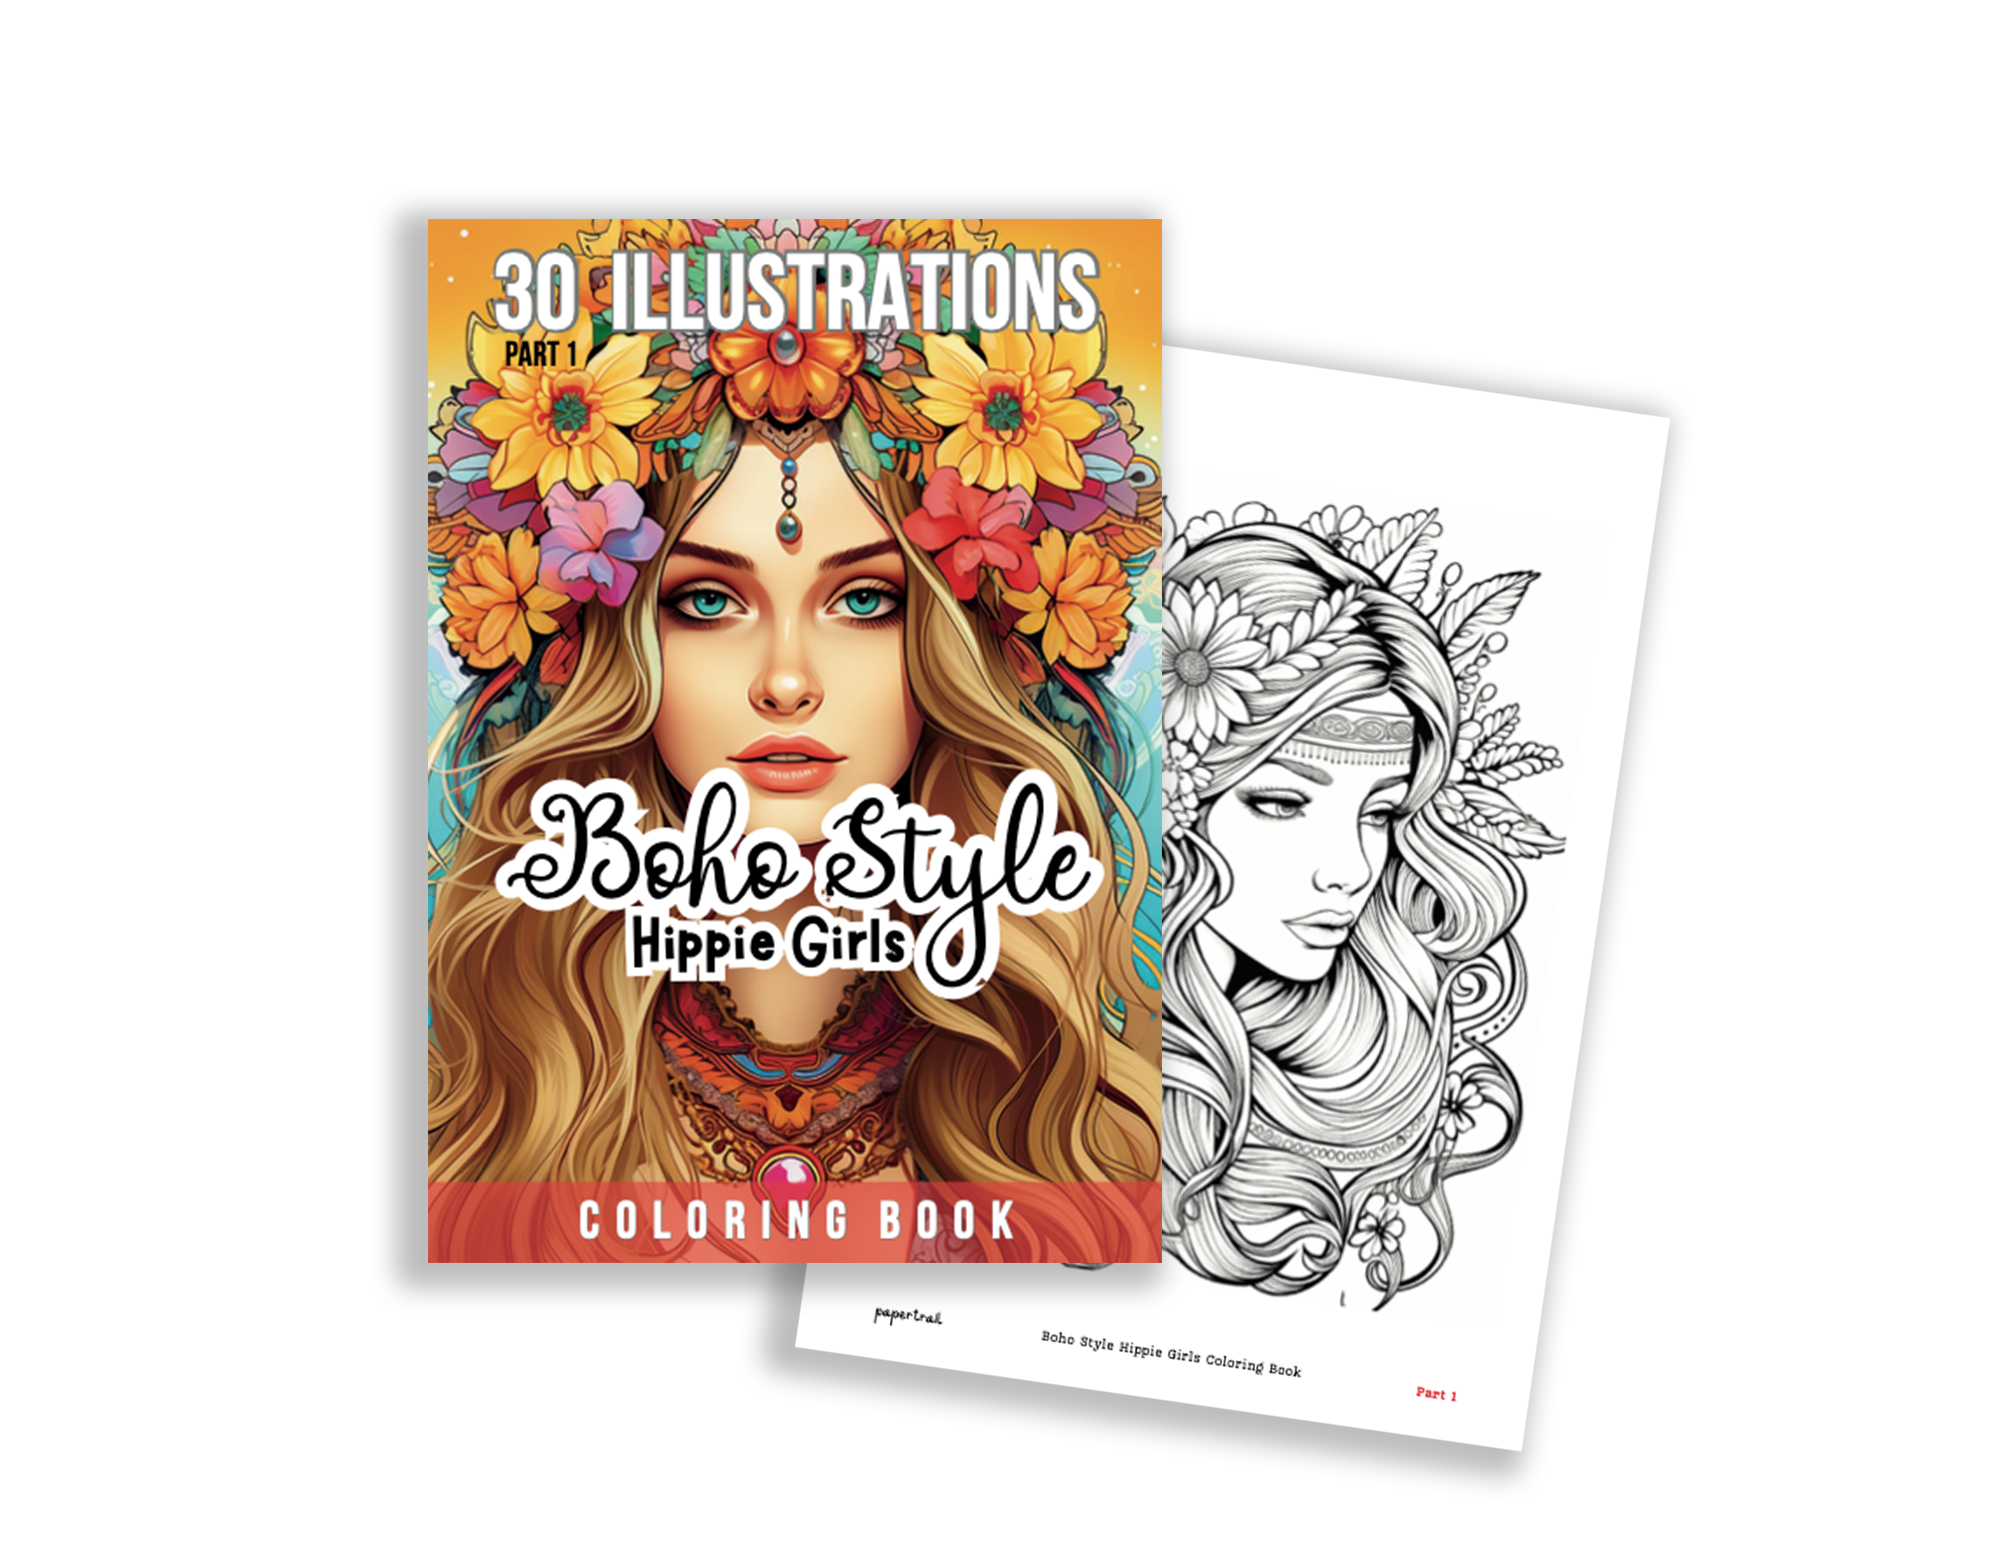 30 ILLUSTRATIONS
PART 1
Boho Style
Hippie Girls
COLORING BOOK
papertrail
Boho Style Hippie Girls Coloring Book
Part 1